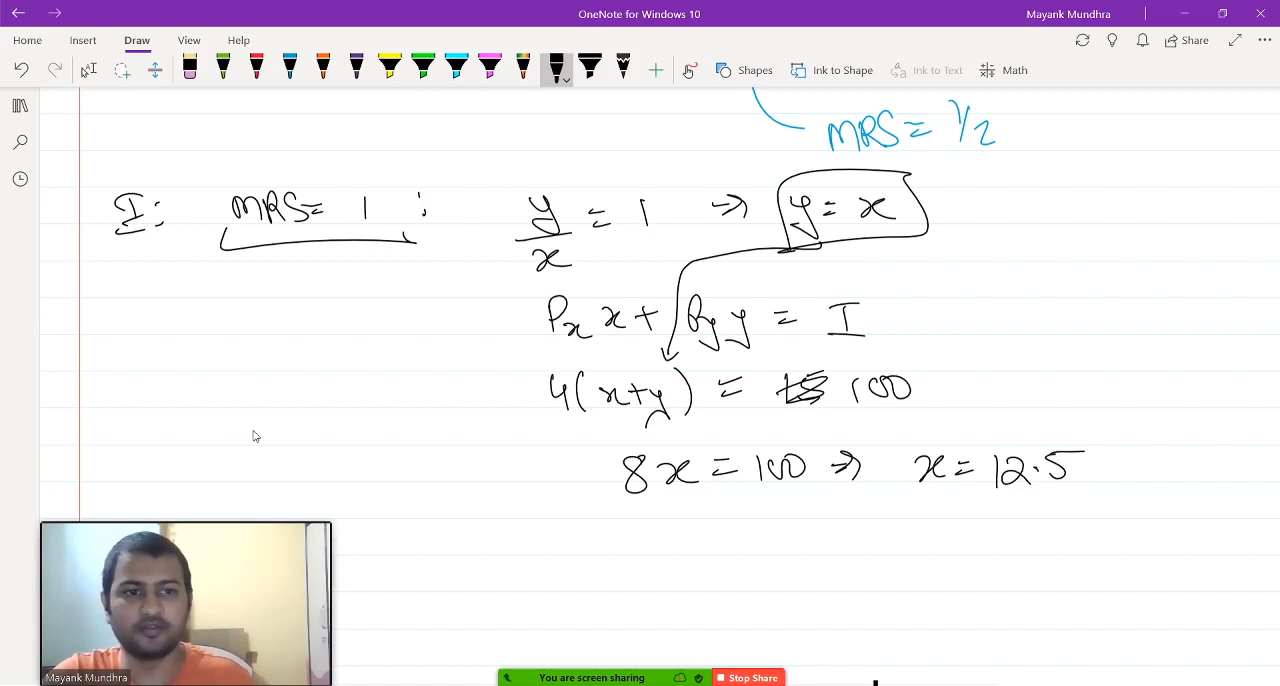 OneNote for Windows 10
Mayank Mundhra
Home Insert Draw View Help
Share
Shapes Ink to Shape Ink to Text Math
MRS = 1/2
I: MRS = 1 : y/x = 1 ⇒ y = x
Px x + Py y = I
4(x+y) = 100
8x = 100 ⇒ x = 12.5
Mayank Mundhra
You are screen sharing Stop Share